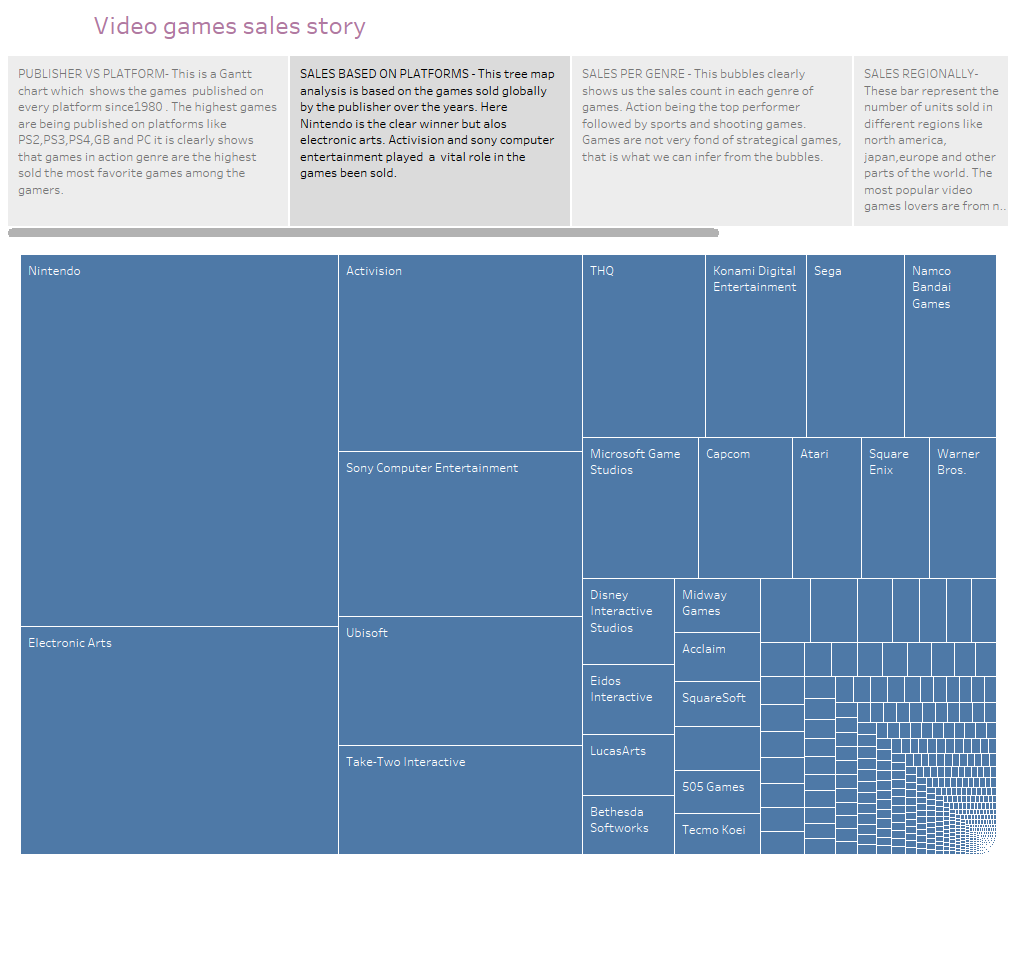 Video games sales story
PUBLISHER VS PLATFORM- This is a Gantt
chart which shows the games published on
every platform since1980 . The highest games
are being published on platforms like
PS2,PS3,PS4,GB and PC it is clearly shows
that games in action genre are the highest
sold the most favorite games among the
gamers.
SALES BASED ON PLATFORMS - This tree map
analysis is based on the games sold globally
by the publisher over the years. Here
Nintendo is the clear winner but alos
electronic arts. Activision and sony computer
entertainment played a vital role in the
games been sold.
SALES PER GENRE - This bubbles clearly
shows us the sales count in each genre of
games. Action being the top performer
followed by sports and shooting games.
Games are not very fond of strategical games,
that is what we can infer from the bubbles.
SALES REGIONALLY-
These bar represent the
number of units sold in
different regions like
north america,
japan,europe and other
parts of the world. The
most popular video
games lovers are from n..
Nintendo
Electronic Arts
Activision
Sony Computer Entertainment
Ubisoft
Take-Two Interactive
THQ
Konami Digital
Entertainment
Sega
Namco
Bandai
Games
Microsoft Game
Studios
Capcom
Atari
Square
Enix
Warner
Bros.
Disney
Interactive
Studios
Eidos
Interactive
LucasArts
Bethesda
Softworks
Midway
Games
Acclaim
SquareSoft
505 Games
Tecmo Koei